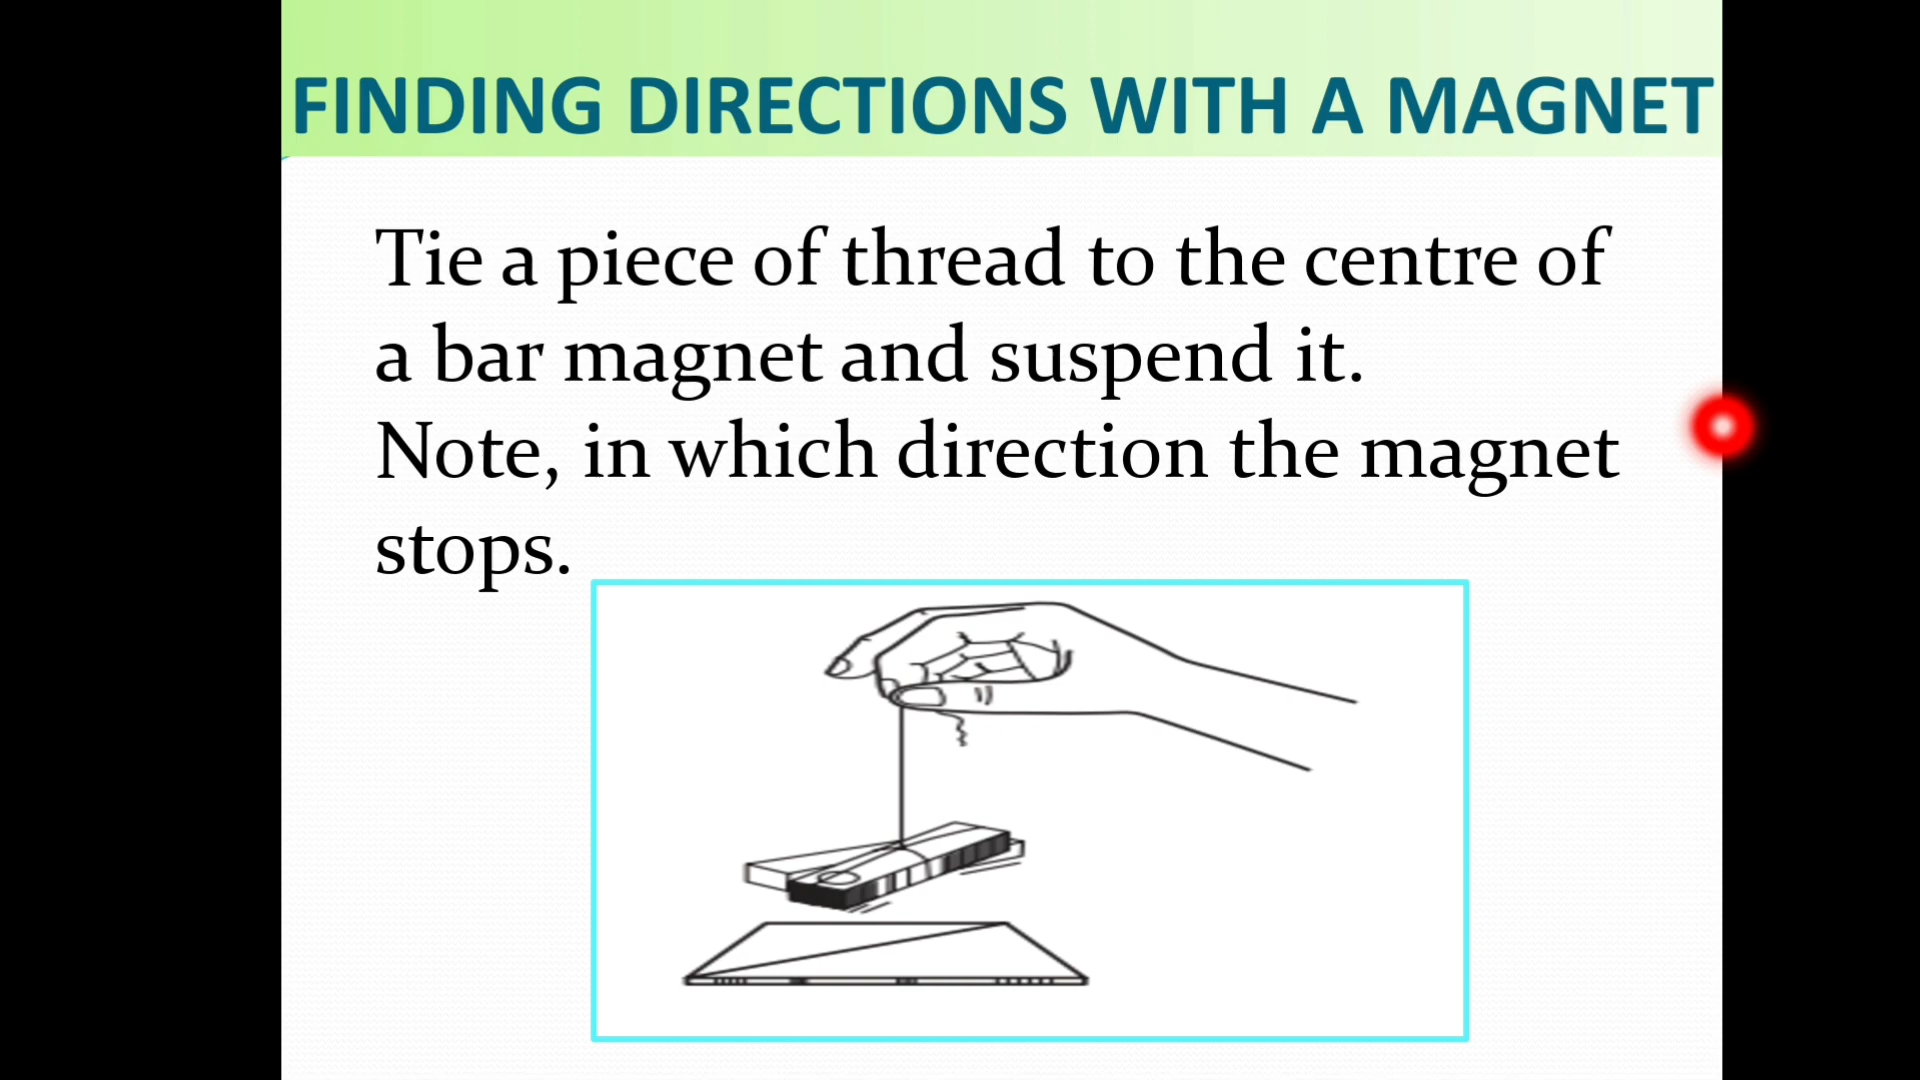 FINDING DIRECTIONS WITH A MAGNET
Tie a piece of thread to the centre of
a bar magnet and suspend it.
Note, in which direction the magnet
stops.